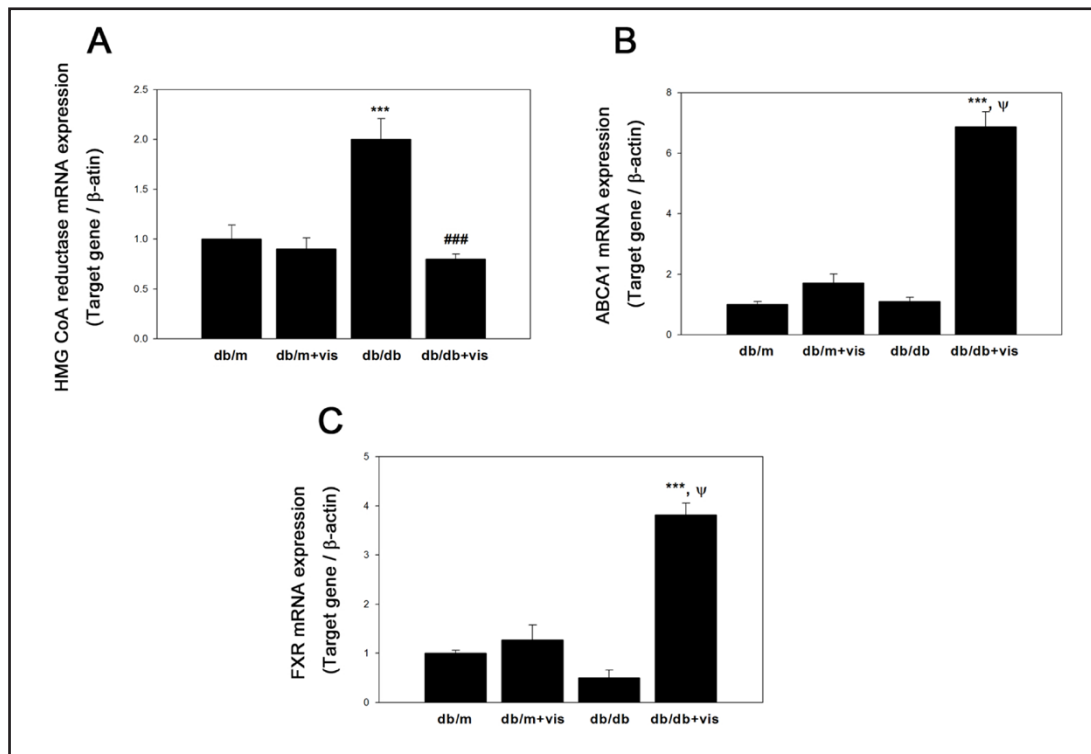 A
HMG CoA reductase mRNA expression
(Target gene / β-atin)
2.5
2.0
1.5
1.0
0.5
0.0
***
###
db/m db/m+vis db/db db/db+vis
B
ABCA1 mRNA expression
(Target gene / β-actin)
8
6
4
2
0
***, ψ
db/m db/m+vis db/db db/db+vis
C
FXR mRNA expression
(Target gene / β-actin)
5
4
3
2
1
0
***, ψ
db/m db/m+vis db/db db/db+vis